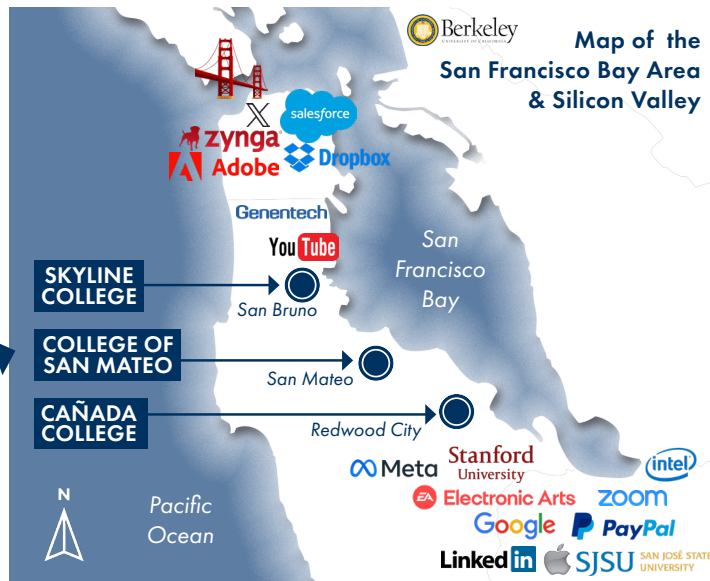 Berkeley
UNIVERSITY OF CALIFORNIA
Map of the
San Francisco Bay Area
& Silicon Valley
X
salesforce
zynga
Adobe
Dropbox
Genentech
YouTube
San
Francisco
Bay
SKYLINE
COLLEGE
San Bruno
COLLEGE OF
SAN MATEO
San Mateo
CAÑADA
COLLEGE
Redwood City
Meta
Stanford
University
intel
EA Electronic Arts
zoom
Google
PayPal
LinkedIn
SJSU SAN JOSÉ STATE
UNIVERSITY
N
Pacific
Ocean